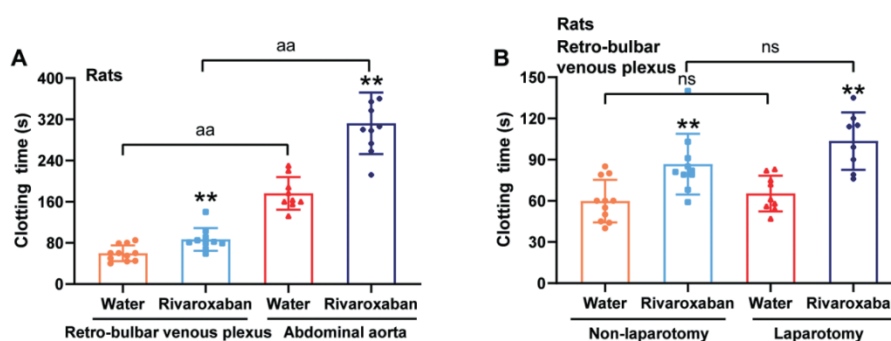 A
Rats
aa
aa
**
**
Clotting time (s)
400
320
240
160
80
0
Water
Rivaroxaban
Water
Rivaroxaban
Retro-bulbar venous plexus
Abdominal aorta
B
Rats
Retro-bulbar
venous plexus
ns
ns
**
**
Clotting time (s)
150
120
90
60
30
0
Water
Rivaroxaban
Water
Rivaroxaban
Non-laparotomy
Laparotomy